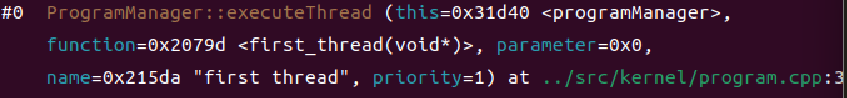 #0  ProgramManager::executeThread (this=0x31d40 <programManager>,
    function=0x2079d <first_thread(void*)>, parameter=0x0,
    name=0x215da "first thread", priority=1) at ../src/kernel/program.cpp:3